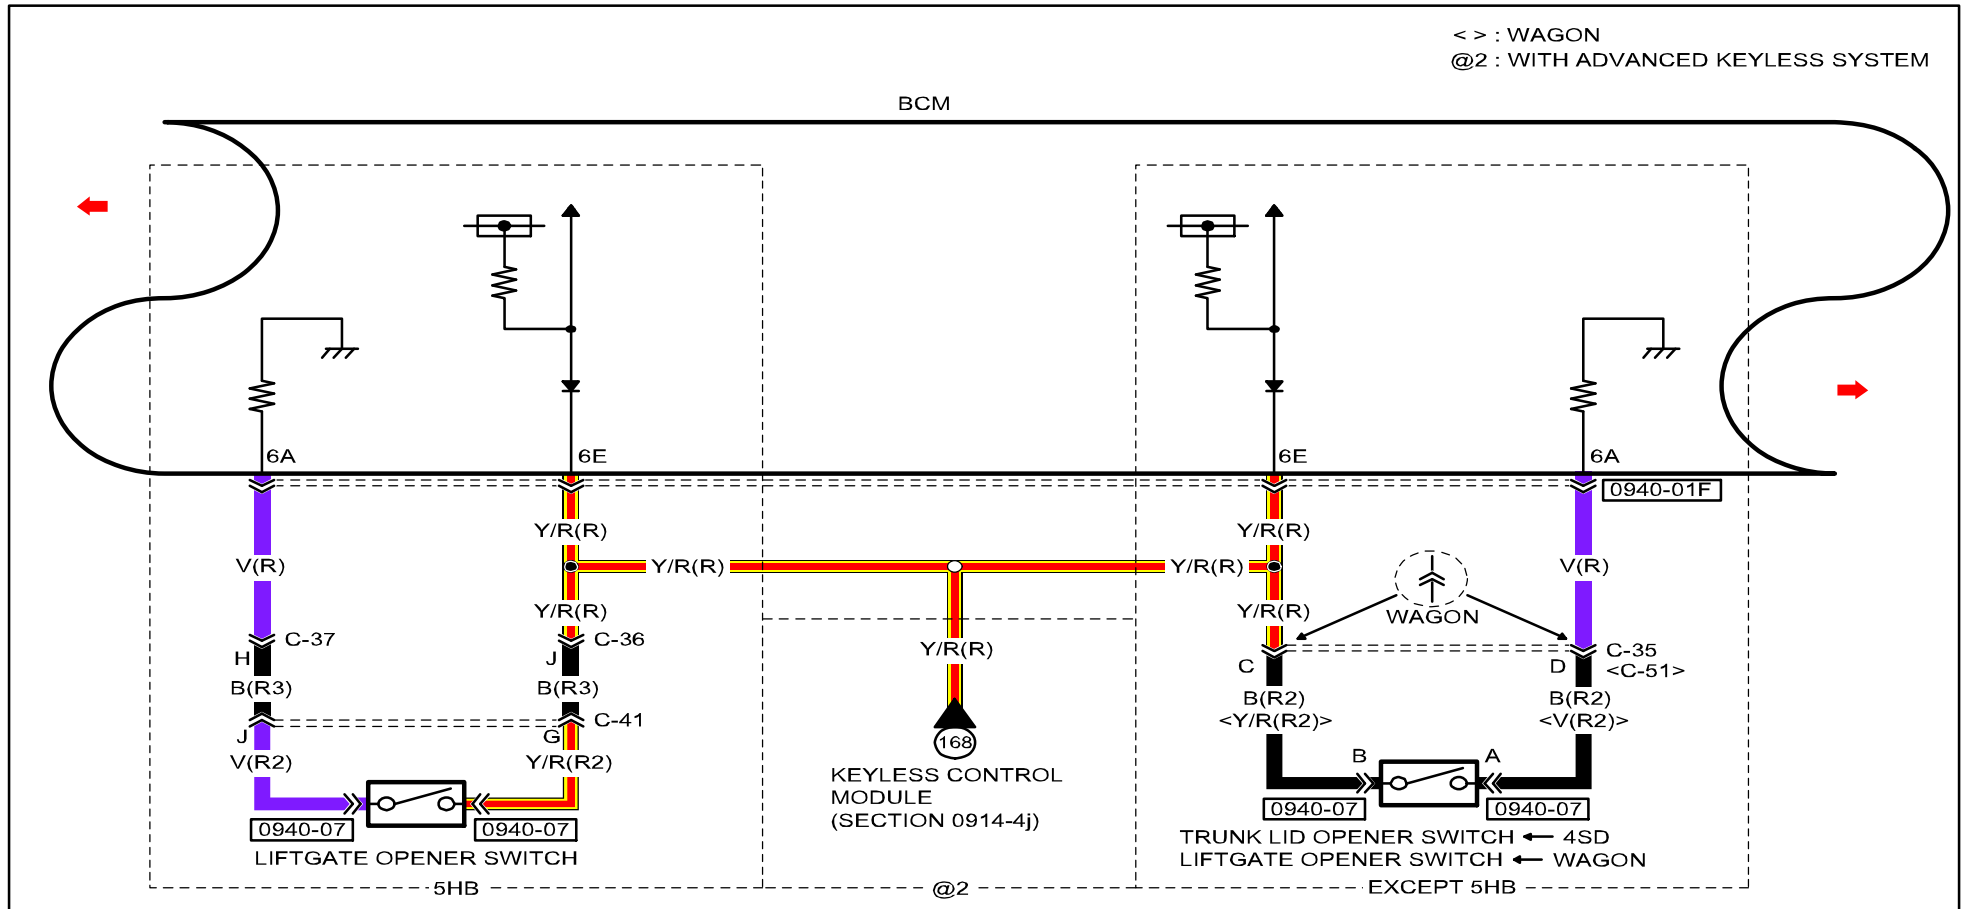 < > : WAGON
@2 : WITH ADVANCED KEYLESS SYSTEM
BCM
6A
6E
6E
6A
0940-01F
Y/R(R)
Y/R(R)
V(R)
Y/R(R)
Y/R(R)
V(R)
Y/R(R)
Y/R(R)
WAGON
C-37
C-36
Y/R(R)
C-35
<C-51>
H
J
C
D
B(R3)
B(R3)
B(R2)
<Y/R(R2)>
B(R2)
<V(R2)>
C-41
J
G
168
V(R2)
Y/R(R2)
B
A
KEYLESS CONTROL
MODULE
(SECTION 0914-4j)
0940-07
0940-07
0940-07
0940-07
LIFTGATE OPENER SWITCH
TRUNK LID OPENER SWITCH
4SD
LIFTGATE OPENER SWITCH
WAGON
5HB
@2
EXCEPT 5HB